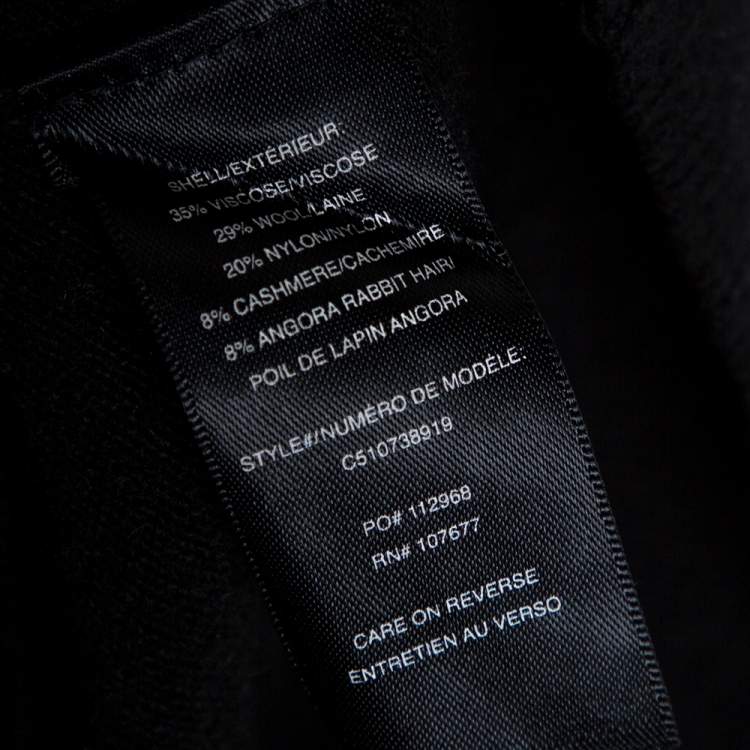 SHELL/EXTÉRIEUR:
35% VISCOSE/VISCOSE
29% WOOL/LAINE
20% NYLON/NYLON
8% CASHMERE/CACHEMIRE
8% ANGORA RABBIT HAIR/
POIL DE LAPIN ANGORA
STYLE#/NUMÉRO DE MODÈLE:
C510738919
PO# 112968
RN# 107677
CARE ON REVERSE
ENTRETIEN AU VERSO